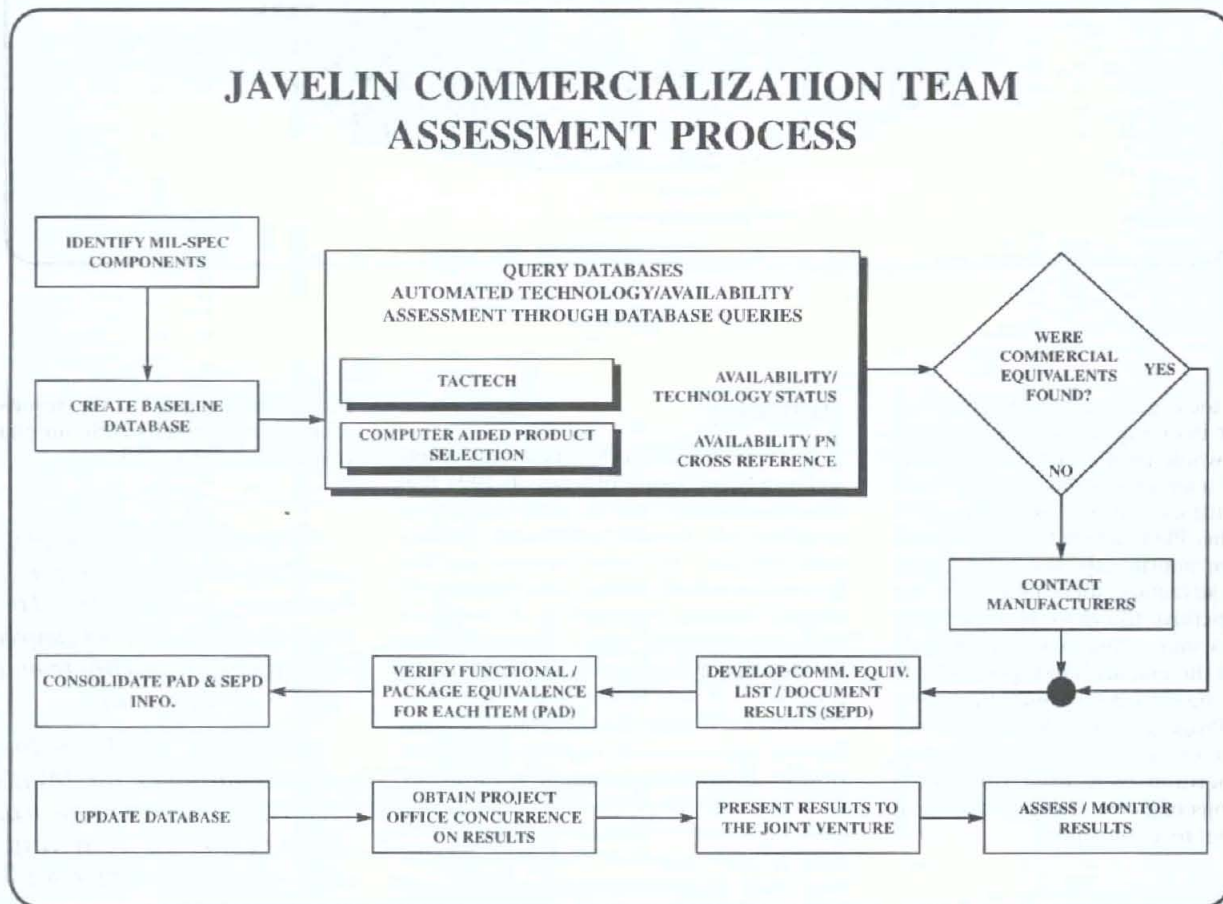 JAVELIN COMMERCIALIZATION TEAM
ASSESSMENT PROCESS
IDENTIFY MIL-SPEC
COMPONENTS
CREATE BASELINE
DATABASE
QUERY DATABASES
AUTOMATED TECHNOLOGY/AVAILABILITY
ASSESSMENT THROUGH DATABASE QUERIES
TACTECH
AVAILABILITY/
TECHNOLOGY STATUS
COMPUTER AIDED PRODUCT
SELECTION
AVAILABILITY PN
CROSS REFERENCE
WERE
COMMERCIAL
EQUIVALENTS
FOUND?
YES
NO
CONTACT
MANUFACTURERS
DEVELOP COMM. EQUIV.
LIST / DOCUMENT
RESULTS (SEPD)
VERIFY FUNCTIONAL /
PACKAGE EQUIVALENCE
FOR EACH ITEM (PAD)
CONSOLIDATE PAD & SEPD
INFO.
UPDATE DATABASE
OBTAIN PROJECT
OFFICE CONCURRENCE
ON RESULTS
PRESENT RESULTS TO
THE JOINT VENTURE
ASSESS / MONITOR
RESULTS